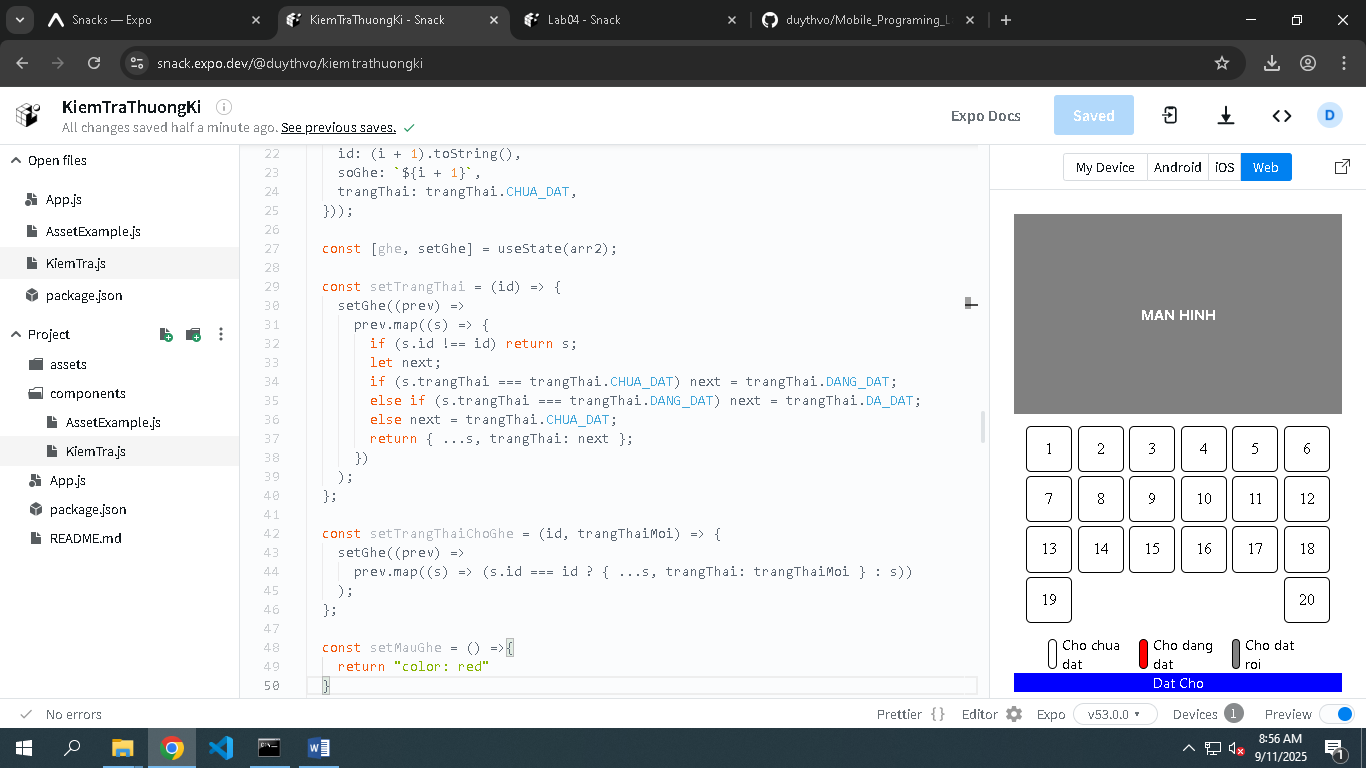 Snacks — Expo
KiemTraThuongKi - Snack
Lab04 - Snack
duythvo/Mobile_Programing_La
snack.expo.dev/@duythvo/kiemtrathuongki
KiemTraThuongKi
All changes saved half a minute ago. See previous saves.
Expo Docs
Saved
D
Open files
App.js
AssetExample.js
KiemTra.js
package.json
Project
assets
components
AssetExample.js
KiemTra.js
App.js
package.json
README.md
22 id: (i + 1).toString(),
23 soGhe: `${i + 1}`,
24 trangThai: trangThai.CHUA_DAT,
25 }));
26
27 const [ghe, setGhe] = useState(arr2);
28
29 const setTrangThai = (id) => {
30 setGhe((prev) =>
31 prev.map((s) => {
32 if (s.id !== id) return s;
33 let next;
34 if (s.trangThai === trangThai.CHUA_DAT) next = trangThai.DANG_DAT;
35 else if (s.trangThai === trangThai.DANG_DAT) next = trangThai.DA_DAT;
36 else next = trangThai.CHUA_DAT;
37 return { ...s, trangThai: next };
38 })
39 );
40 };
41
42 const setTrangThaiChoGhe = (id, trangThaiMoi) => {
43 setGhe((prev) =>
44 prev.map((s) => (s.id === id ? { ...s, trangThai: trangThaiMoi } : s))
45 );
46 };
47
48 const setMauGhe = () =>{
49 return "color: red"
50 }
My Device Android iOS Web
MAN HINH
1 2 3 4 5 6
7 8 9 10 11 12
13 14 15 16 17 18
19 20
Cho chua dat
Cho dang dat
Cho dat roi
Dat Cho
No errors
Prettier {} Editor Expo v53.0.0 Devices 1 Preview
8:56 AM
9/11/2025
1